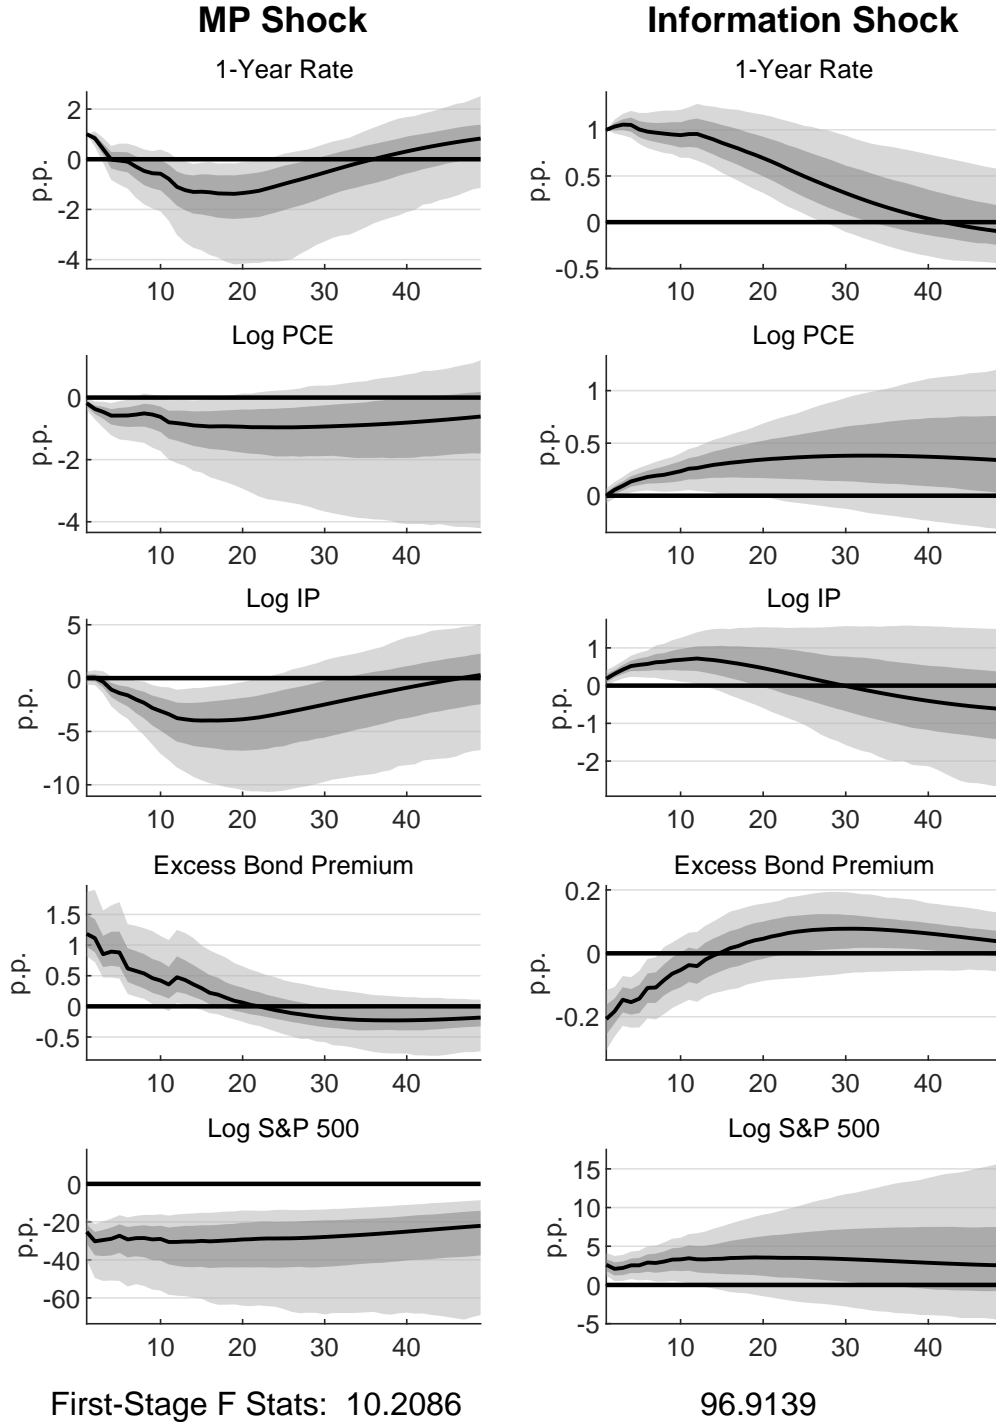 MP Shock
Information Shock
1-Year Rate
2
0
-2
-4
p.p.
10 20 30 40
1-Year Rate
1
0.5
0
-0.5
p.p.
10 20 30 40
Log PCE
0
-2
-4
p.p.
10 20 30 40
Log PCE
1
0.5
0
p.p.
10 20 30 40
Log IP
5
0
-5
-10
p.p.
10 20 30 40
Log IP
1
0
-1
-2
p.p.
10 20 30 40
Excess Bond Premium
1.5
1
0.5
0
-0.5
p.p.
10 20 30 40
Excess Bond Premium
0.2
0
-0.2
p.p.
10 20 30 40
Log S&P 500
0
-20
-40
-60
p.p.
10 20 30 40
Log S&P 500
15
10
5
0
-5
p.p.
10 20 30 40
First-Stage F Stats: 10.2086
96.9139